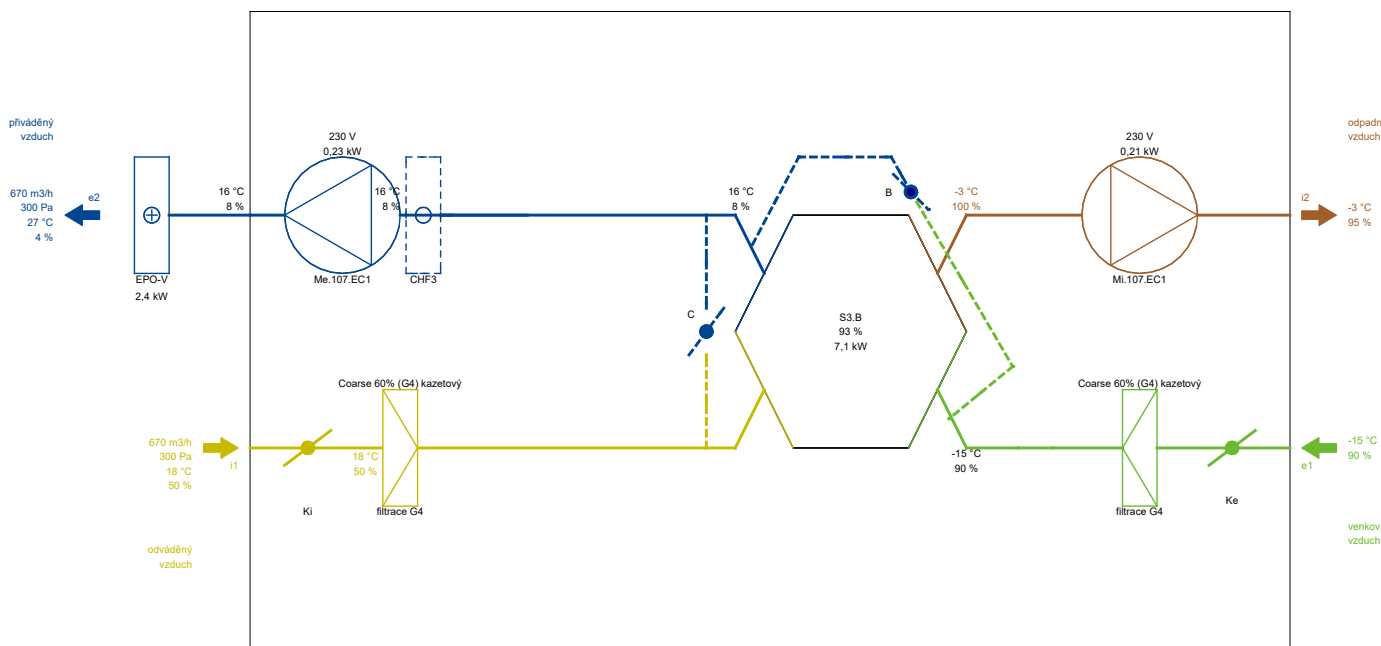 přiváděný
vzduch
670 m3/h
300 Pa
27 °C
4 %
e2
EPO-V
2,4 kW
16 °C
8 %
230 V
0,23 kW
Me.107.EC1
16 °C
8 %
CHF3
16 °C
8 %
B
-3 °C
100 %
230 V
0,21 kW
Mi.107.EC1
odpadn
vzduch
i2
-3 °C
95 %
C
S3.B
93 %
7,1 kW
670 m3/h
300 Pa
18 °C
50 %
i1
odváděný
vzduch
Ki
18 °C
50 %
Coarse 60% (G4) kazetový
filtrace G4
-15 °C
90 %
Coarse 60% (G4) kazetový
filtrace G4
Ke
-15 °C
90 %
e1
venkov
vzduch